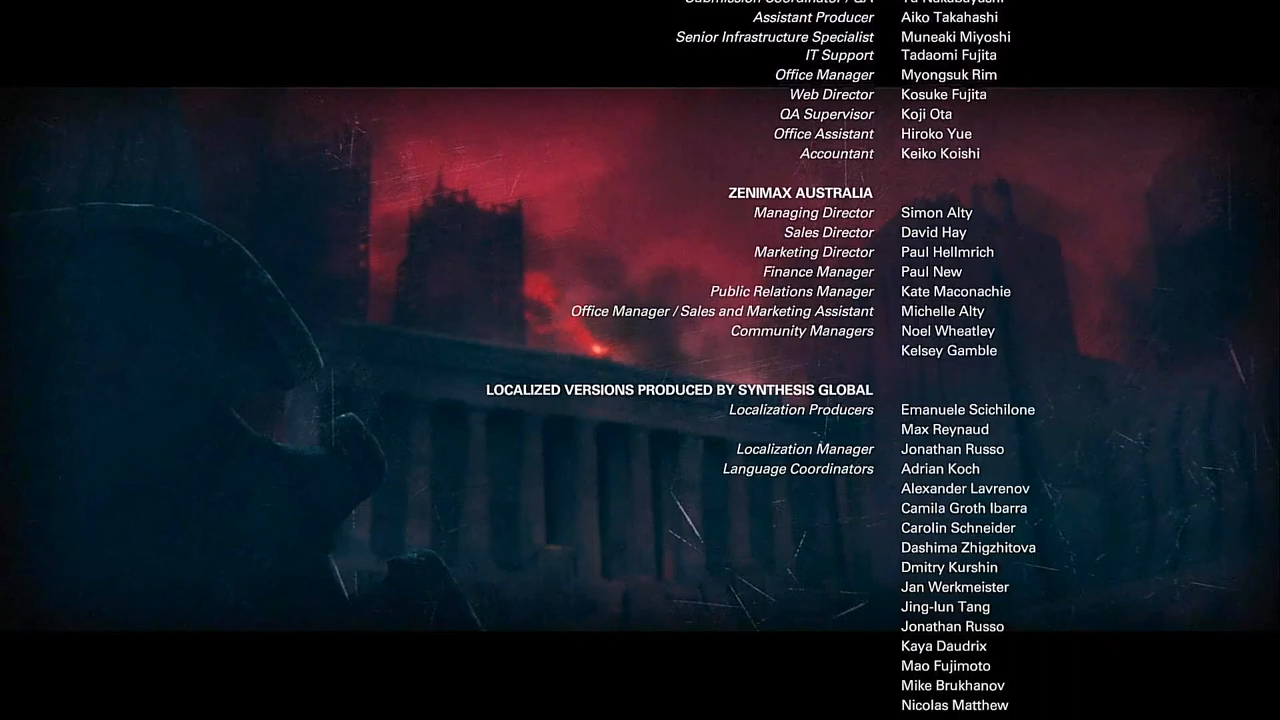 Assistant Producer Aiko Takahashi
Senior Infrastructure Specialist Muneaki Miyoshi
IT Support Tadaomi Fujita
Office Manager Myongsuk Rim
Web Director Kosuke Fujita
QA Supervisor Koji Ota
Office Assistant Hiroko Yue
Accountant Keiko Koishi
ZENIMAX AUSTRALIA
Managing Director Simon Alty
Sales Director David Hay
Marketing Director Paul Hellmrich
Finance Manager Paul New
Public Relations Manager Kate Maconachie
Office Manager / Sales and Marketing Assistant Michelle Alty
Community Managers Noel Wheatley
Kelsey Gamble
LOCALIZED VERSIONS PRODUCED BY SYNTHESIS GLOBAL
Localization Producers Emanuele Scichilone
Max Reynaud
Localization Manager Jonathan Russo
Language Coordinators Adrian Koch
Alexander Lavrenov
Camila Groth Ibarra
Carolin Schneider
Dashima Zhigzhitova
Dmitry Kurshin
Jan Werkmeister
Jing-lun Tang
Jonathan Russo
Kaya Daudrix
Mao Fujimoto
Mike Brukhanov
Nicolas Matthew